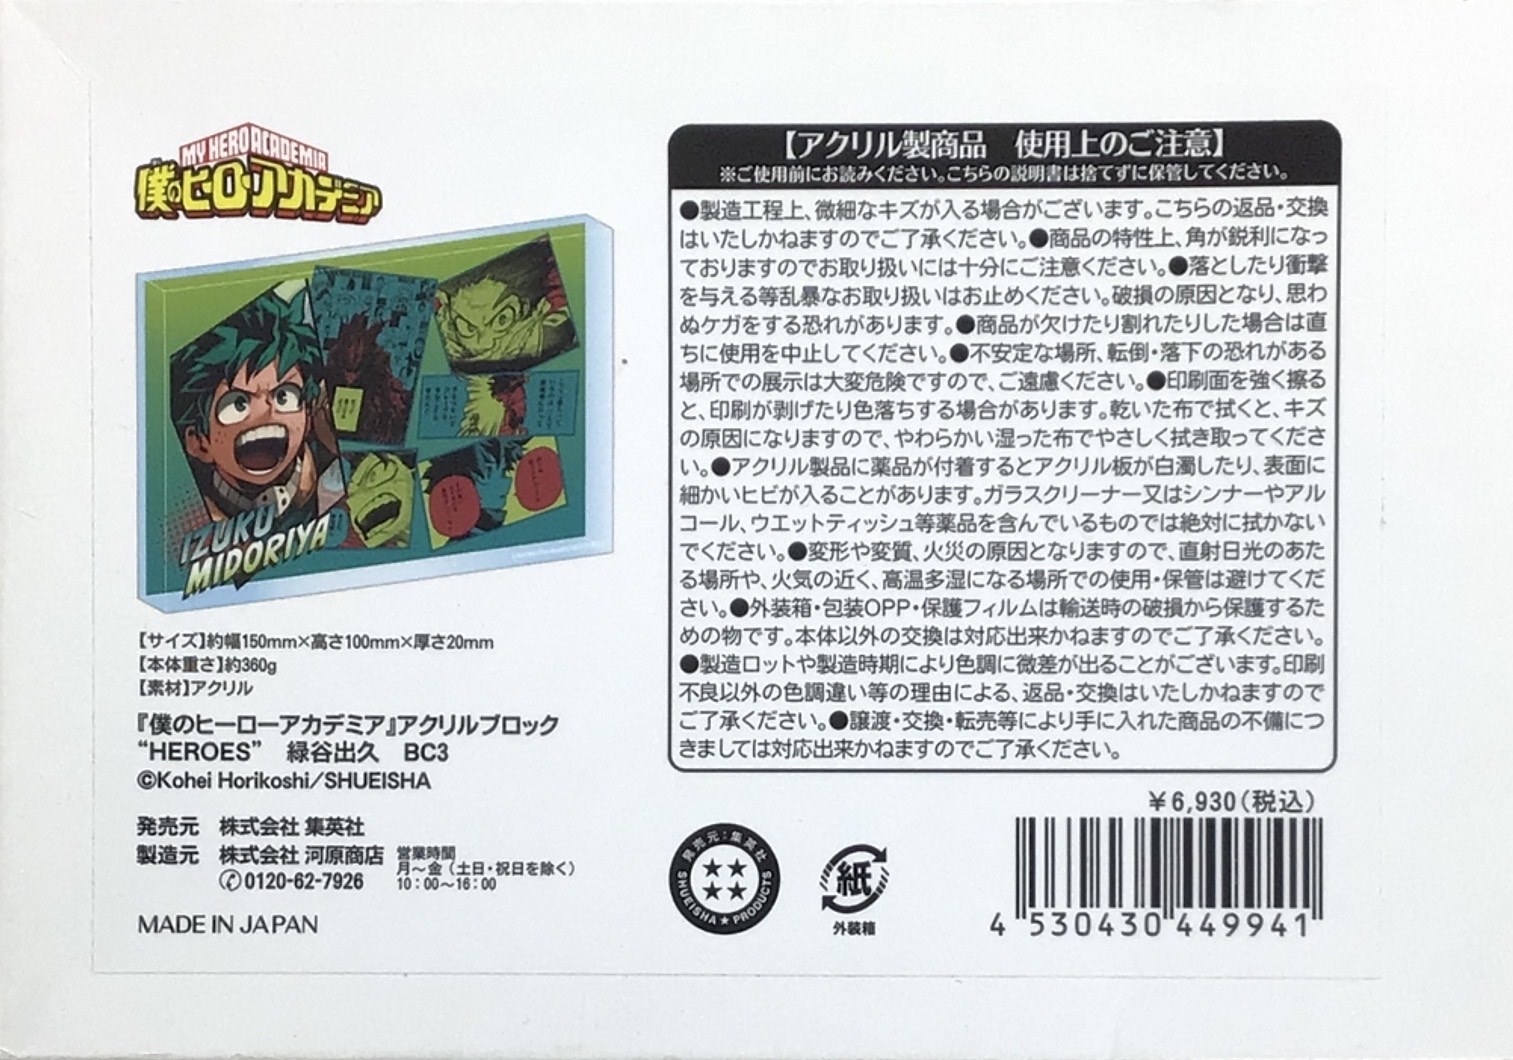 MY HERO ACADEMIA
僕のヒーローアカデミア
IZUKU
MIDORIYA
【サイズ】約幅150mm×高さ100mm×厚さ20mm
【本体重さ】約360g
【素材】アクリル
『僕のヒーローアカデミア』アクリルブロック
“HEROES” 緑谷出久 BC3
©Kohei Horikoshi/SHUEISHA
発売元 株式会社 集英社
製造元 株式会社 河原商店
0120-62-7926
営業時間
月～金（土日・祝日を除く）
10：00～16：00
MADE IN JAPAN
【アクリル製商品 使用上のご注意】
※ご使用前にお読みください。こちらの説明書は捨てずに保管してください。
●製造工程上、微細なキズが入る場合がございます。こちらの返品・交換
はいたしかねますのでご了承ください。●商品の特性上、角が鋭利になっ
ておりますのでお取り扱いには十分にご注意ください。●落としたり衝撃
を与える等乱暴なお取り扱いはお止めください。破損の原因となり、思わ
ぬケガをする恐れがあります。●商品が欠けたり割れたりした場合は直
ちに使用を中止してください。●不安定な場所、転倒・落下の恐れがある
場所での展示は大変危険ですので、ご遠慮ください。●印刷面を強く擦る
と、印刷が剥げたり色落ちする場合があります。乾いた布で拭くと、キズ
の原因になりますので、やわらかい湿った布でやさしく拭き取ってくださ
い。●アクリル製品に薬品が付着するとアクリル板が白濁したり、表面に
細かいヒビが入ることがあります。ガラスクリーナー又はシンナーやアル
コール、ウエットティッシュ等薬品を含んでいるものでは絶対に拭かない
でください。●変形や変質、火災の原因となりますので、直射日光のあた
る場所や、火気の近く、高温多湿になる場所での使用・保管は避けてくだ
さい。●外装箱・包装OPP・保護フィルムは輸送時の破損から保護するた
めの物です。本体以外の交換は対応出来かねますのでご了承ください。
●製造ロットや製造時期により色調に微差が出ることがございます。印刷
不良以外の色調違い等の理由による、返品・交換はいたしかねますので
ご了承ください。●譲渡・交換・転売等により手に入れた商品の不備につ
きましては対応出来かねますのでご了承ください。
￥6,930（税込）
発売元：集英社
SHUEISHA★PRODUCTS
紙
外装箱
4 530430 449941